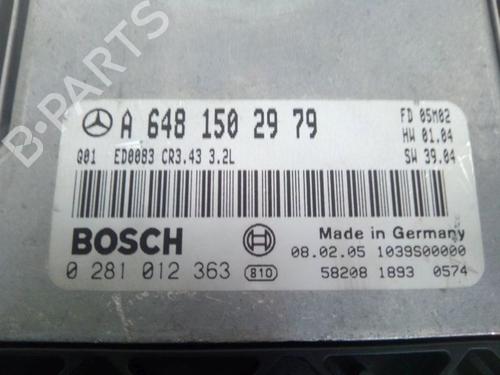 A 648 150 29 79
FD 05M02
HW 01.04
Q01 ED0083 CR3.43 3.2L
SW 39.04
BOSCH
Made in Germany
08.02.05 1039S00000
0 281 012 363 810
58208 1893 0574
B-PARTS